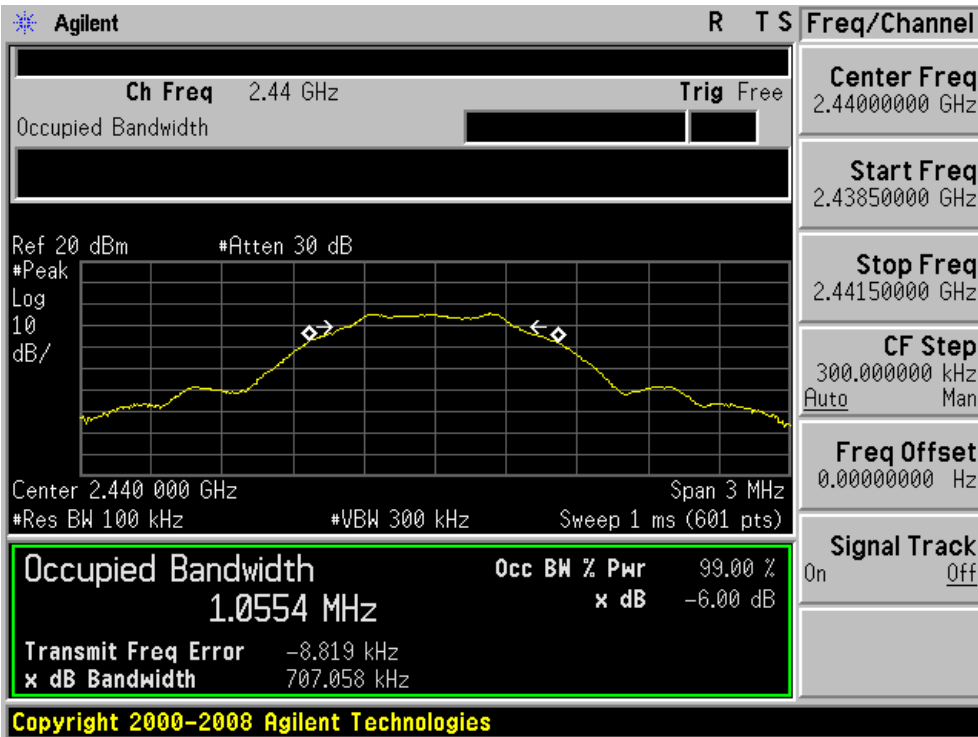 Agilent R T S Freq/Channel
Ch Freq 2.44 GHz Trig Free
Occupied Bandwidth
Center Freq
2.44000000 GHz
Start Freq
2.43850000 GHz
Stop Freq
2.44150000 GHz
CF Step
300.000000 kHz
Auto Man
Freq Offset
0.00000000 Hz
Signal Track
On Off
Ref 20 dBm #Atten 30 dB
#Peak
Log
10
dB/
Center 2.440 000 GHz Span 3 MHz
#Res BW 100 kHz #VBW 300 kHz Sweep 1 ms (601 pts)
Occupied Bandwidth Occ BW % Pwr 99.00 %
1.0554 MHz x dB -6.00 dB
Transmit Freq Error -8.819 kHz
x dB Bandwidth 707.058 kHz
Copyright 2000-2008 Agilent Technologies